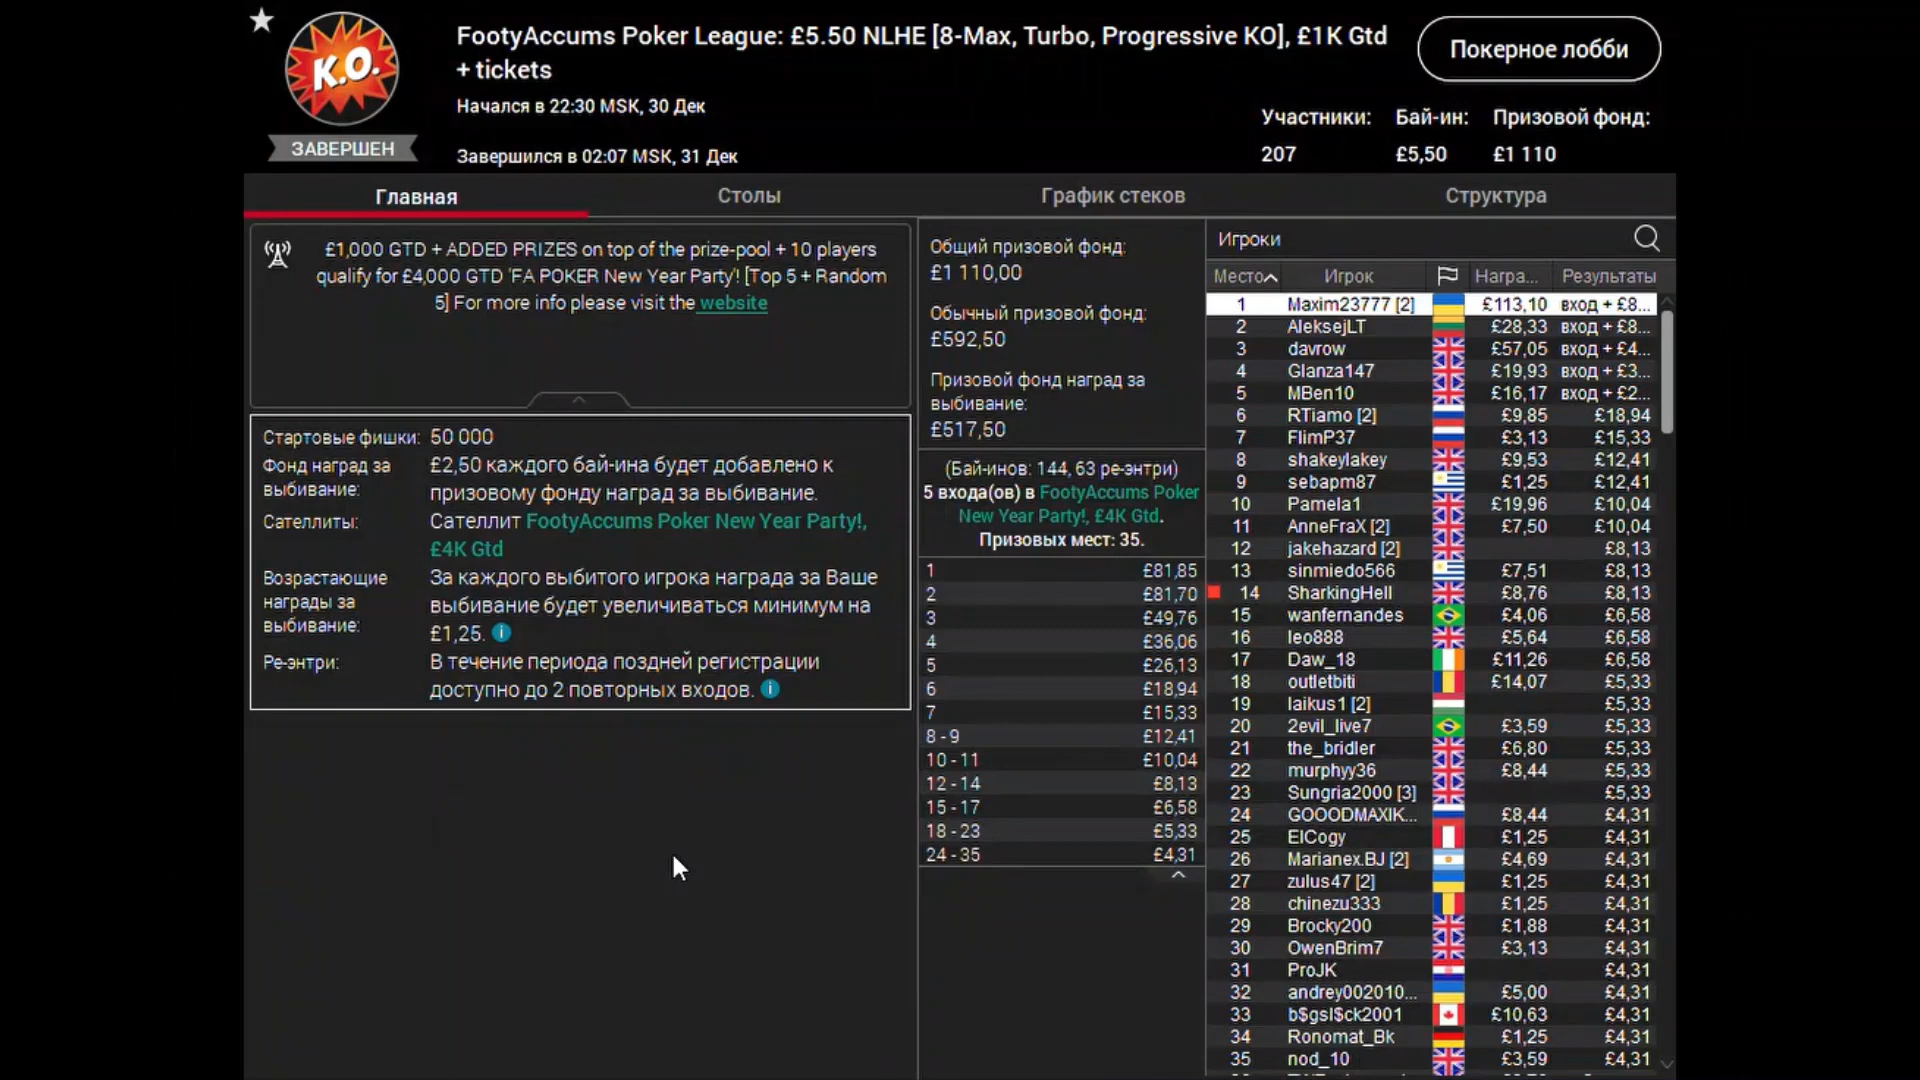 K.O.
ЗАВЕРШЕН
FootyAccums Poker League: £5.50 NLHE [8-Max, Turbo, Progressive KO], £1K Gtd
+ tickets
Начался в 22:30 MSK, 30 Дек
Завершился в 02:07 MSK, 31 Дек
Покерное лобби
Участники: Бай-ин: Призовой фонд:
207 £5,50 £1 110
Главная Столы График стеков Структура
£1,000 GTD + ADDED PRIZES on top of the prize-pool + 10 players
qualify for £4,000 GTD 'FA POKER New Year Party'! [Top 5 + Random
5] For more info please visit the website
Стартовые фишки: 50 000
Фонд наград за
выбивание:
£2,50 каждого бай-ина будет добавлено к
призовому фонду наград за выбивание.
Сателлиты:
Сателлит FootyAccums Poker New Year Party!,
£4K Gtd
Возрастающие
награды за
выбивание:
За каждого выбитого игрока награда за Ваше
выбивание будет увеличиваться минимум на
£1,25. i
Ре-энтри:
В течение периода поздней регистрации
доступно до 2 повторных входов. i
Общий призовой фонд:
£1 110,00
Обычный призовой фонд:
£592,50
Призовой фонд наград за
выбивание:
£517,50
(Бай-инов: 144, 63 ре-энтри)
5 входа(ов) в FootyAccums Poker
New Year Party!, £4K Gtd.
Призовых мест: 35.
1 £81,85
2 £81,70
3 £49,76
4 £36,06
5 £26,13
6 £18,94
7 £15,33
8 - 9 £12,41
10 - 11 £10,04
12 - 14 £8,13
15 - 17 £6,58
18 - 23 £5,33
24 - 35 £4,31
Игроки
Место Игрок Награ... Результаты
1 Maxim23777 [2] £113,10 вход + £8...
2 AleksejLT £28,33 вход + £8...
3 davrow £57,05 вход + £4...
4 Glanza147 £19,93 вход + £3...
5 MBen10 £16,17 вход + £2...
6 RTiamo [2] £9,85 £18,94
7 FlimP37 £3,13 £15,33
8 shakeylakey £9,53 £12,41
9 sebapm87 £1,25 £12,41
10 Pamela1 £19,96 £10,04
11 AnneFraX [2] £7,50 £10,04
12 jakehazard [2] £8,13
13 sinmiedo566 £7,51 £8,13
14 SharkingHell £8,76 £8,13
15 wanfernandes £4,06 £6,58
16 leo888 £5,64 £6,58
17 Daw_18 £11,26 £6,58
18 outletbiti £14,07 £5,33
19 laikus1 [2] £5,33
20 2evil_live7 £3,59 £5,33
21 the_bridler £6,80 £5,33
22 murphyy36 £8,44 £5,33
23 Sungria2000 [3] £5,33
24 GOOODMAXIK... £8,44 £4,31
25 ElCogy £1,25 £4,31
26 Marianex.BJ [2] £4,69 £4,31
27 zulus47 [2] £1,25 £4,31
28 chinezu333 £1,25 £4,31
29 Brocky200 £1,88 £4,31
30 OwenBrim7 £3,13 £4,31
31 ProJK £4,31
32 andrey002010... £5,00 £4,31
33 b$gsl$ck2001 £10,63 £4,31
34 Ronomat_Bk £1,25 £4,31
35 nod_10 £3,59 £4,31